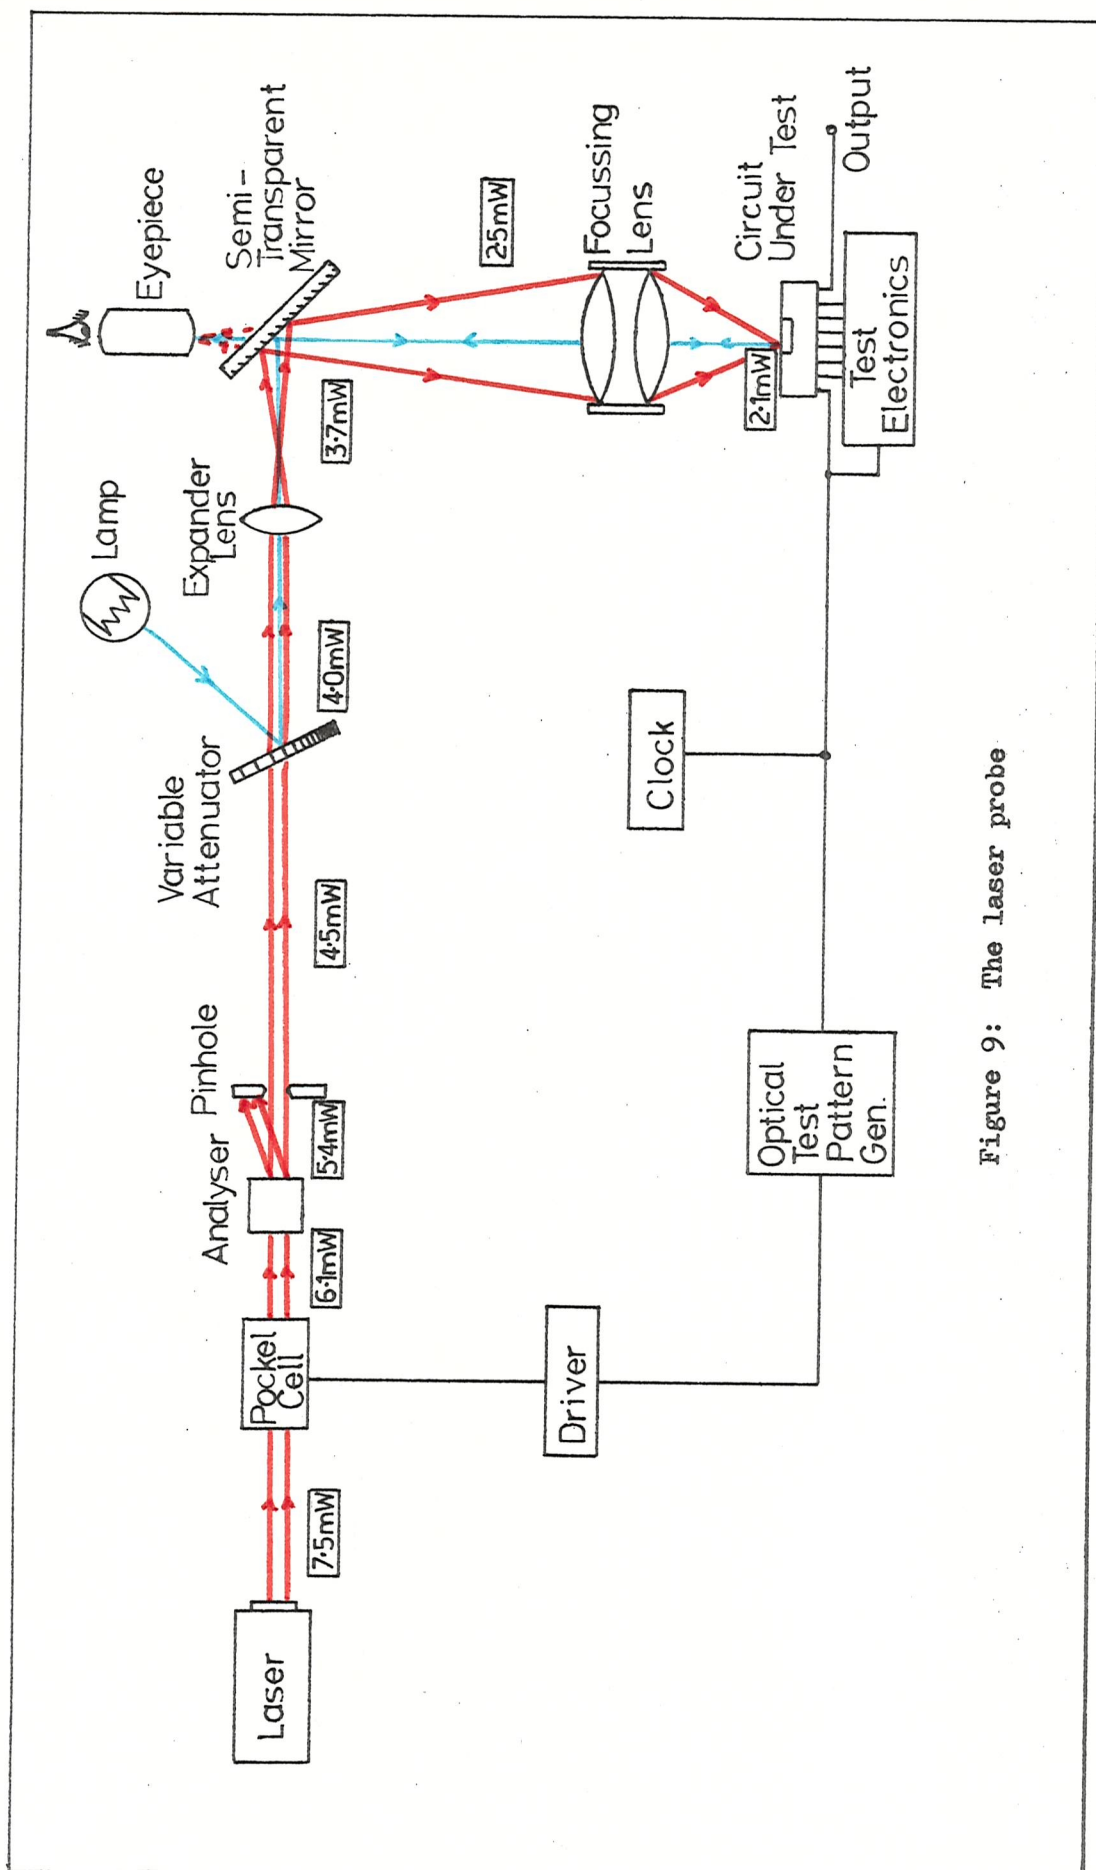 Laser
7·5mW
Pockel
Cell
6·1mW
Analyser
5·4mW
Pinhole
4·5mW
Variable
Attenuator
4·0mW
Lamp
Expander
Lens
3·7mW
Eyepiece
Semi-
Transparent
Mirror
2·5mW
Focussing
Lens
2·1mW
Circuit
Under Test
Test
Electronics
Output
Clock
Optical
Test
Pattern
Gen.
Driver
Figure 9: The laser probe